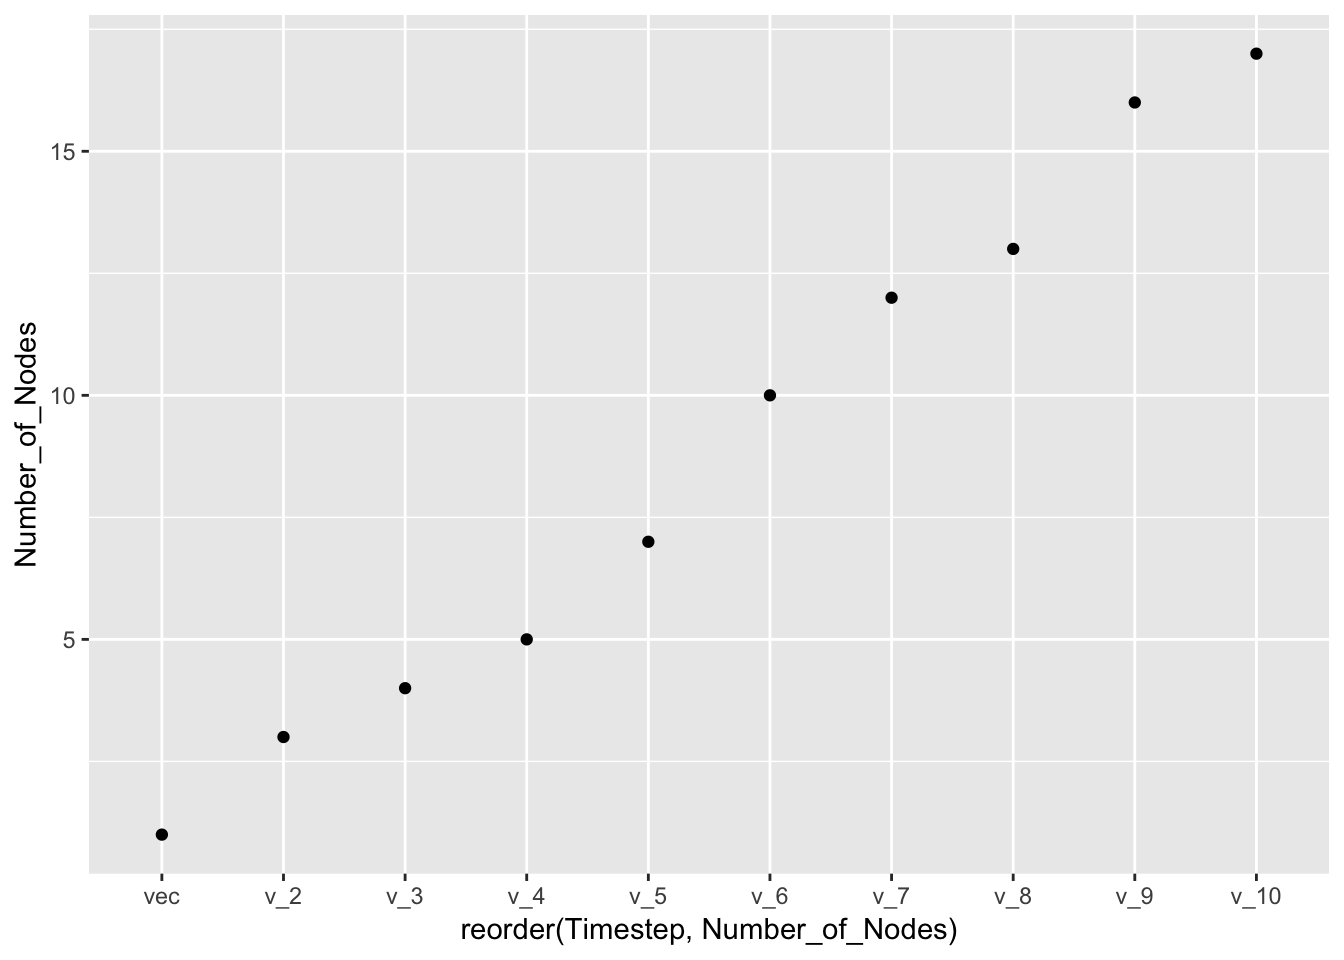 Number_of_Nodes
15
10
5
vec v_2 v_3 v_4 v_5 v_6 v_7 v_8 v_9 v_10
reorder(Timestep, Number_of_Nodes)